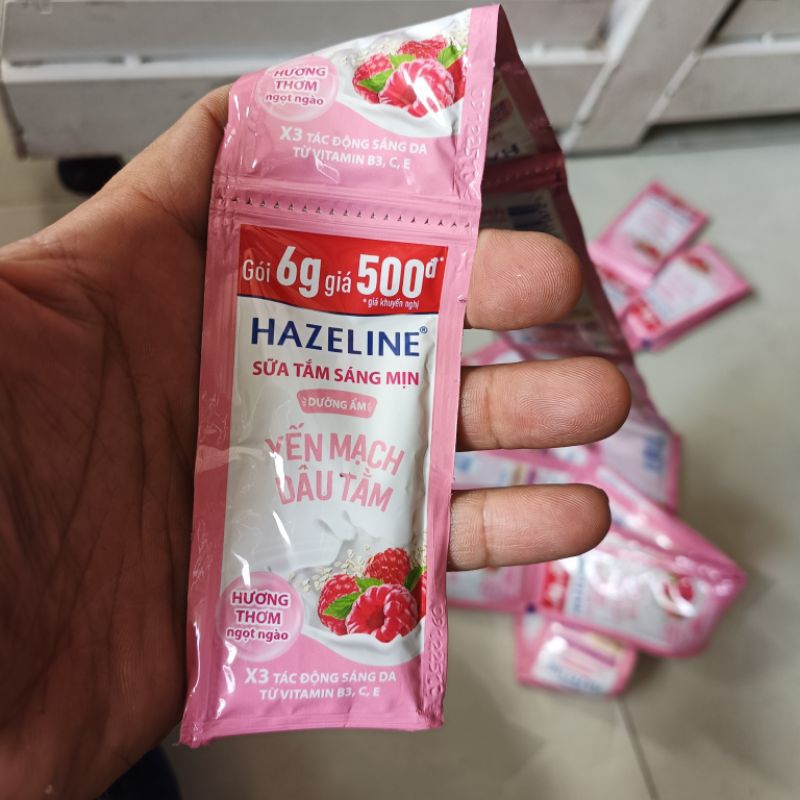 HƯƠNG
THƠM
ngọt ngào
X3 TÁC ĐỘNG SÁNG DA
TỪ VITAMIN B3, C, E
Gói 6g giá 500đ*
*giá khuyến nghị
HAZELINE®
SỮA TẮM SÁNG MỊN
DƯỠNG ẨM
YẾN MẠCH
DÂU TẰM
HƯƠNG
THƠM
ngọt ngào
X3 TÁC ĐỘNG SÁNG DA
TỪ VITAMIN B3, C, E